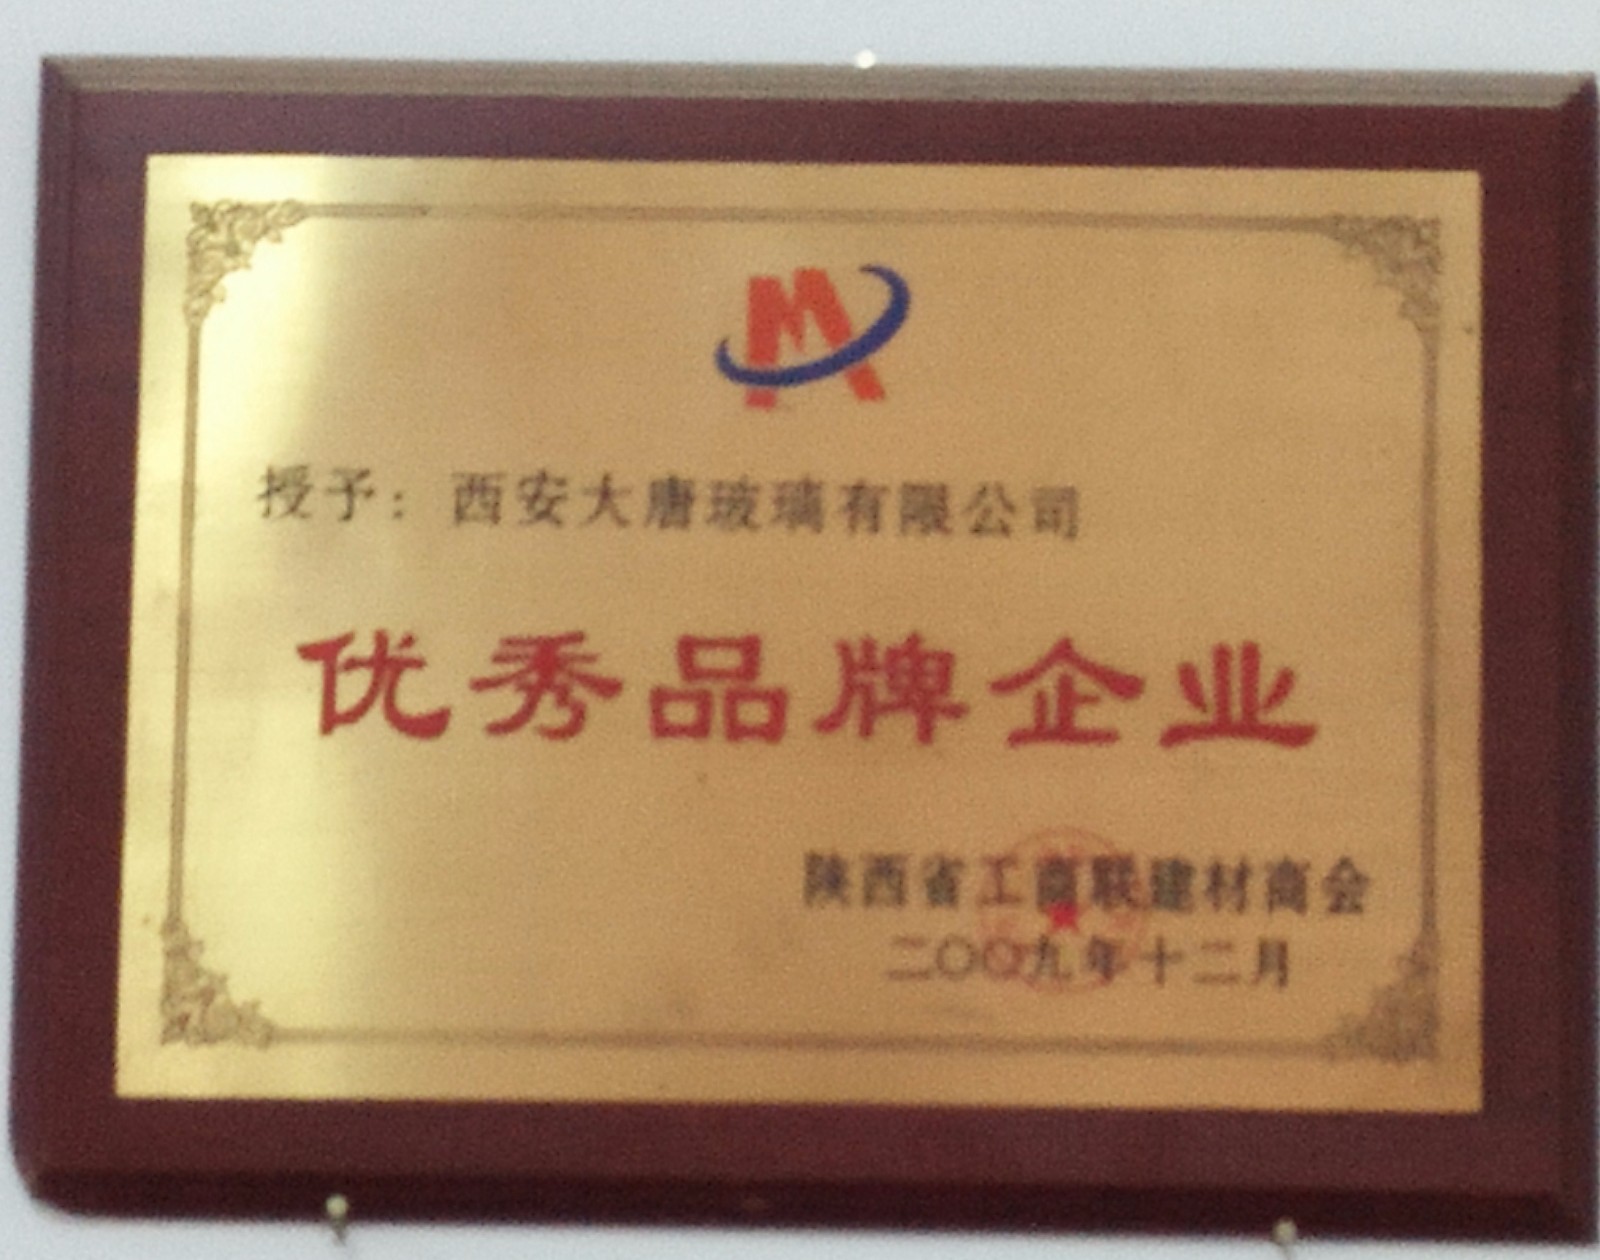 授予：西安大唐玻璃有限公司
优秀品牌企业
陕西省工商联建材商会
二〇〇九年十二月